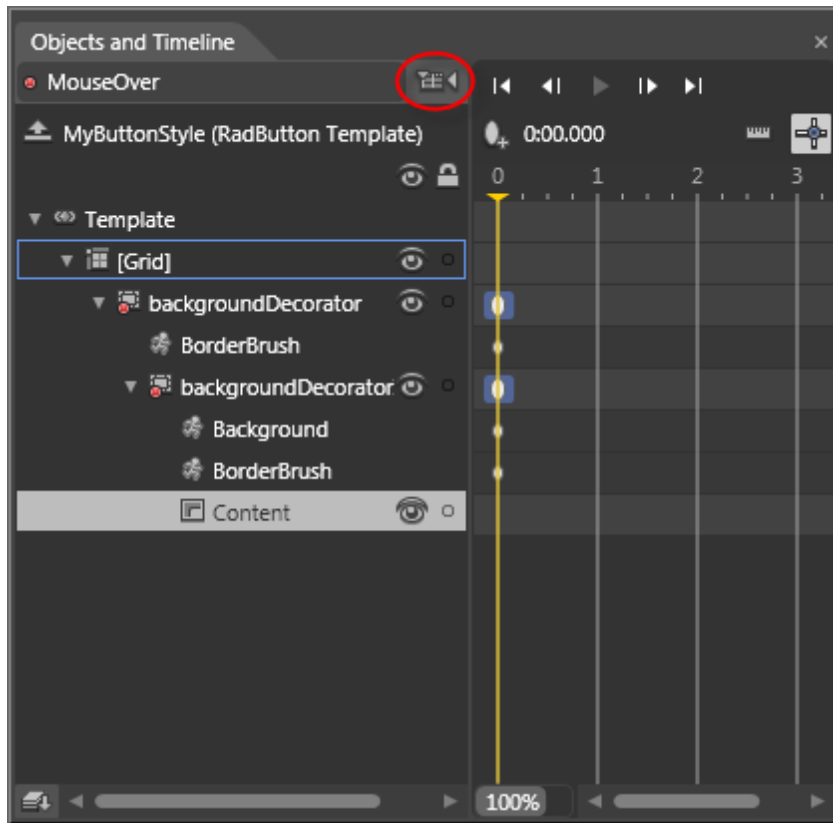 Objects and Timeline
MouseOver
MyButtonStyle (RadButton Template)
0:00.000
0 1 2 3
Template
[Grid]
backgroundDecorator
BorderBrush
backgroundDecorator
Background
BorderBrush
Content
100%